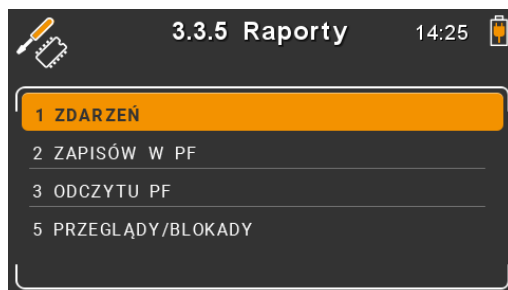 3.3.5 Raporty 14:25
1 ZDARZEŃ
2 ZAPISÓW W PF
3 ODCZYTU PF
5 PRZEGLĄDY/BLOKADY